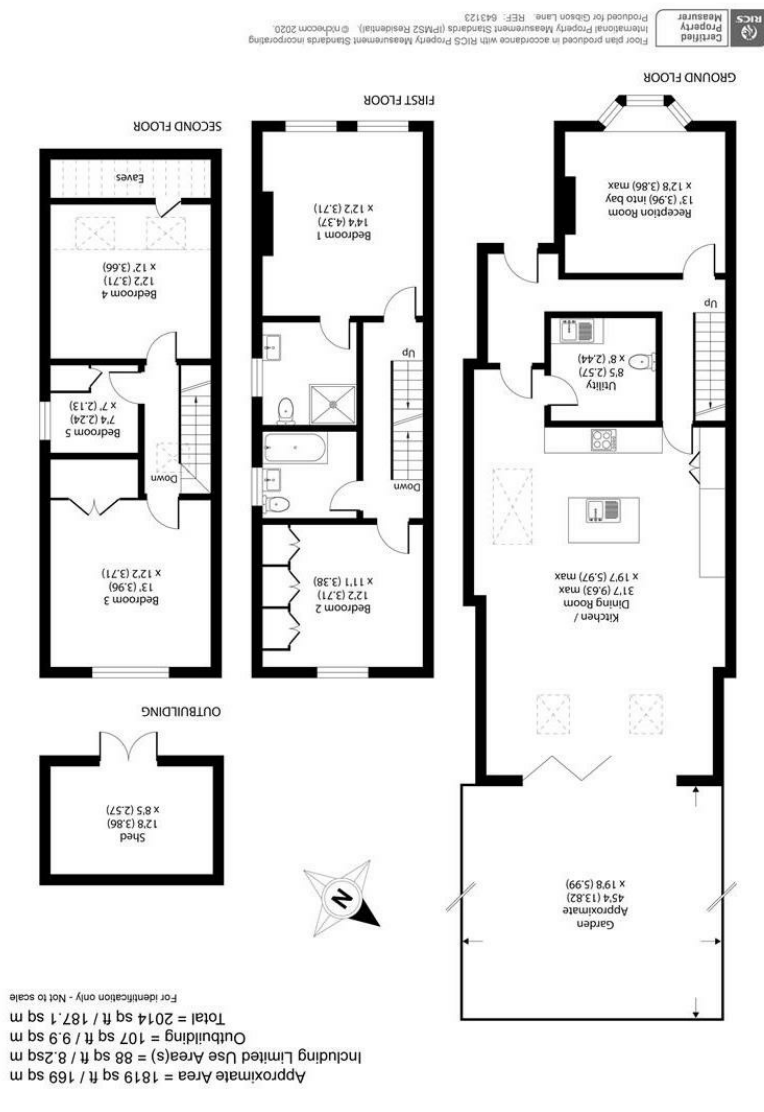 Approximate Area = 1819 sq ft / 169 sq m
Including Limited Use Area(s) = 88 sq ft / 8.2sq m
Outbuilding = 107 sq ft / 9.9 sq m
Total = 2014 sq ft / 187.1 sq m
For identification only - Not to scale
Garden
Approximate
45'4 (13.82)
x 19'8 (5.99)
N
Shed
12'8 (3.86)
x 8'5 (2.57)
OUTBUILDING
Kitchen /
Dining Room
31'7 (9.63) max
x 19'7 (5.97) max
Utility
8'5 (2.57)
x 8' (2.44)
Up
Reception Room
13' (3.96) into bay
x 12'8 (3.86) max
GROUND FLOOR
Bedroom 2
12'2 (3.71)
x 11'1 (3.38)
Down
Up
Bedroom 1
14'4 (4.37)
x 12'2 (3.71)
FIRST FLOOR
Bedroom 3
13' (3.96)
x 12'2 (3.71)
Down
Bedroom 5
7'4 (2.24)
x 7' (2.13)
Bedroom 4
12'2 (3.71)
x 12' (3.66)
Eaves
SECOND FLOOR
RICS
Certified
Property
Measurer
Floor plan produced in accordance with RICS Property Measurement Standards incorporating
International Property Measurement Standards (IPMS2 Residential). © nichecom 2020.
Produced for Gibson Lane. REF: 643123